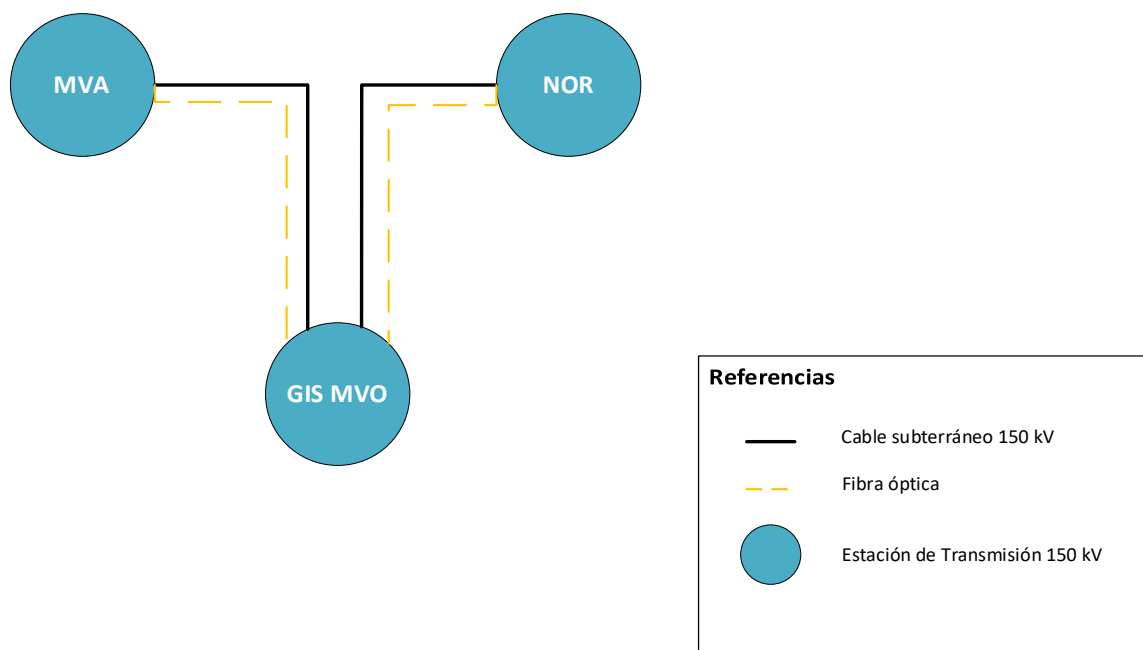 MVA
NOR
GIS MVO
Referencias
Cable subterráneo 150 kV
Fibra óptica
Estación de Transmisión 150 kV